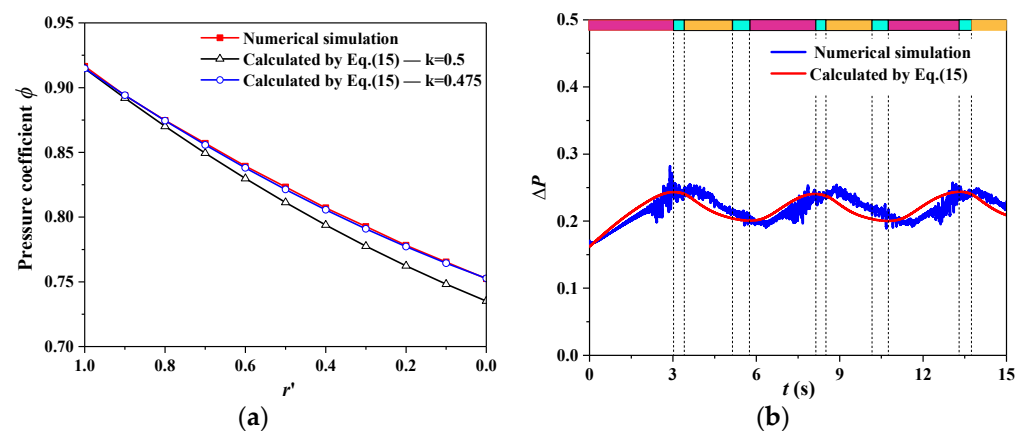 0.95
0.90
0.85
0.80
0.75
0.70
Pressure coefficient ϕ
Numerical simulation
Calculated by Eq.(15) — k=0.5
Calculated by Eq.(15) — k=0.475
1.0 0.8 0.6 0.4 0.2 0.0
r'
(a)
0.5
0.4
0.3
0.2
0.1
0.0
ΔP
Numerical simulation
Calculated by Eq.(15)
0 3 6 9 12 15
t (s)
(b)